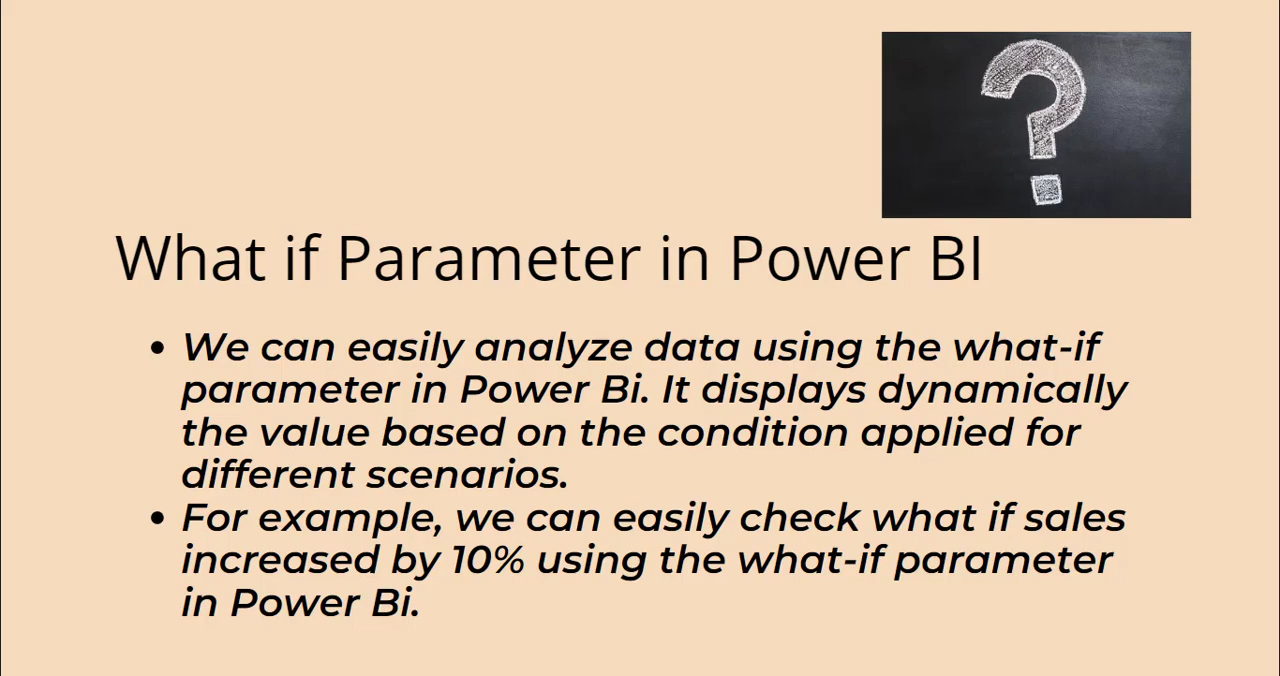 ?
What if Parameter in Power BI
• We can easily analyze data using the what-if
parameter in Power Bi. It displays dynamically
the value based on the condition applied for
different scenarios.
• For example, we can easily check what if sales
increased by 10% using the what-if parameter
in Power Bi.